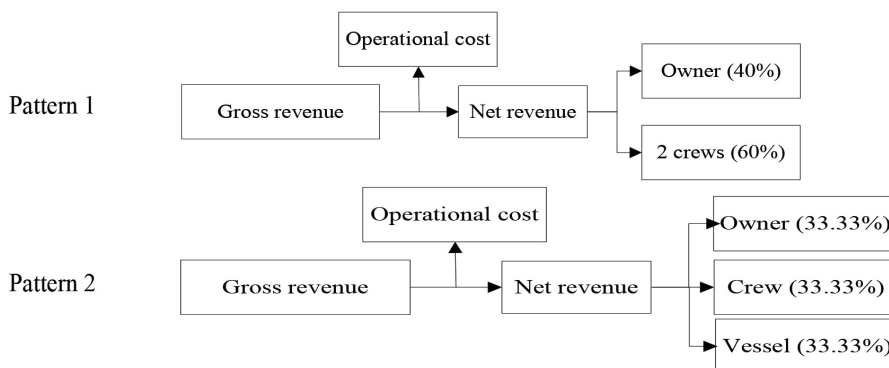 Operational cost
Owner (40%)
Pattern 1
Gross revenue
Net revenue
2 crews (60%)
Operational cost
Owner (33.33%)
Pattern 2
Gross revenue
Net revenue
Crew (33.33%)
Vessel (33.33%)